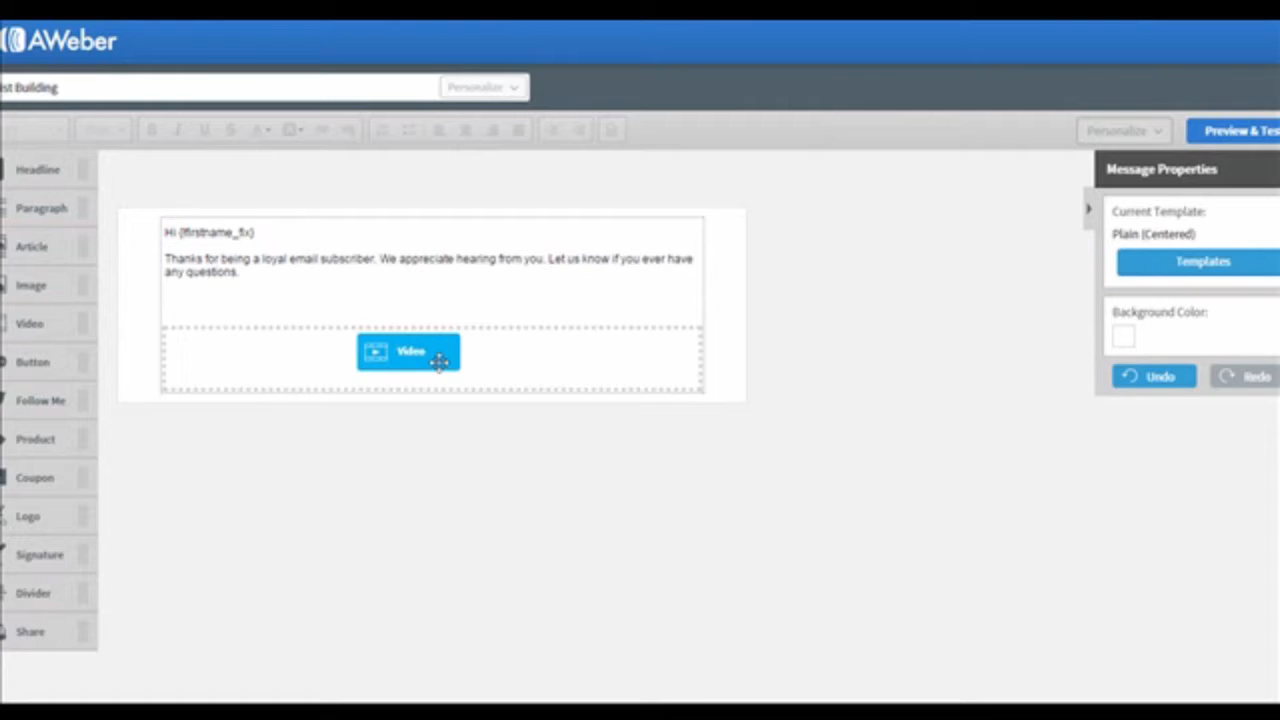 AWeber
ist Building
Personalize
Personalize
Preview & Tes
Headline
Paragraph
Article
Image
Video
Button
Follow Me
Product
Coupon
Logo
Signature
Divider
Share
Hi {!firstname_fix}
Thanks for being a loyal email subscriber. We appreciate hearing from you. Let us know if you ever have
any questions.
Video
Message Properties
Current Template:
Plain (Centered)
Templates
Background Color:
Undo
Redo